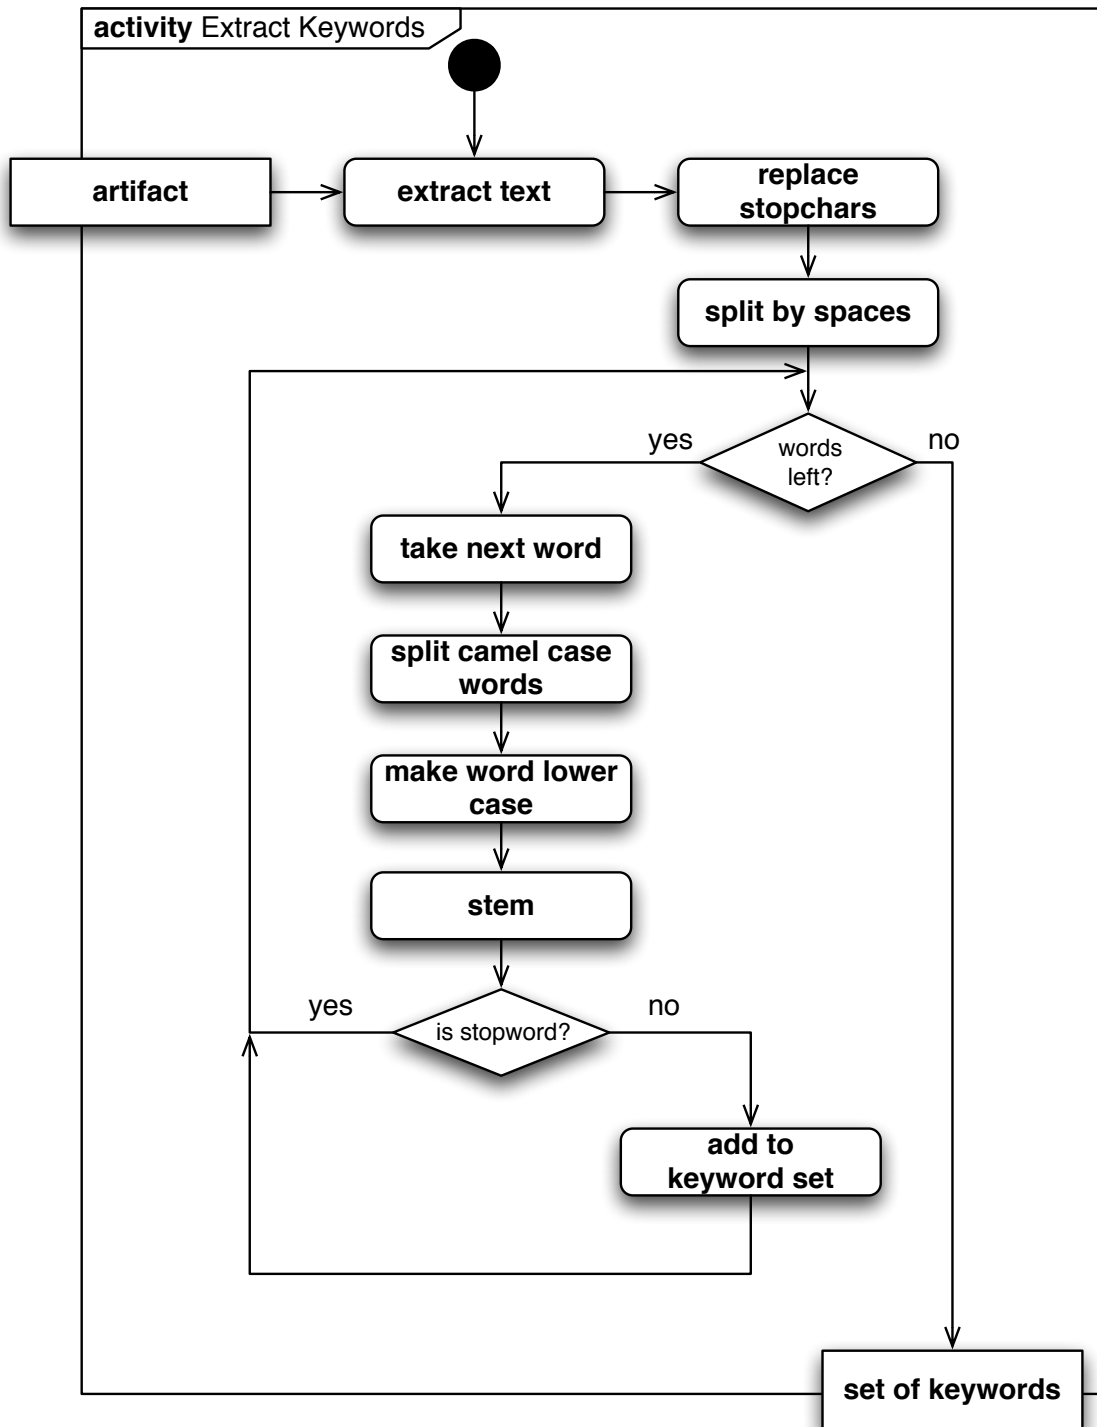 activity Extract Keywords
artifact
extract text
replace
stopchars
split by spaces
yes
words
left?
no
take next word
split camel case
words
make word lower
case
stem
yes
is stopword?
no
add to
keyword set
set of keywords